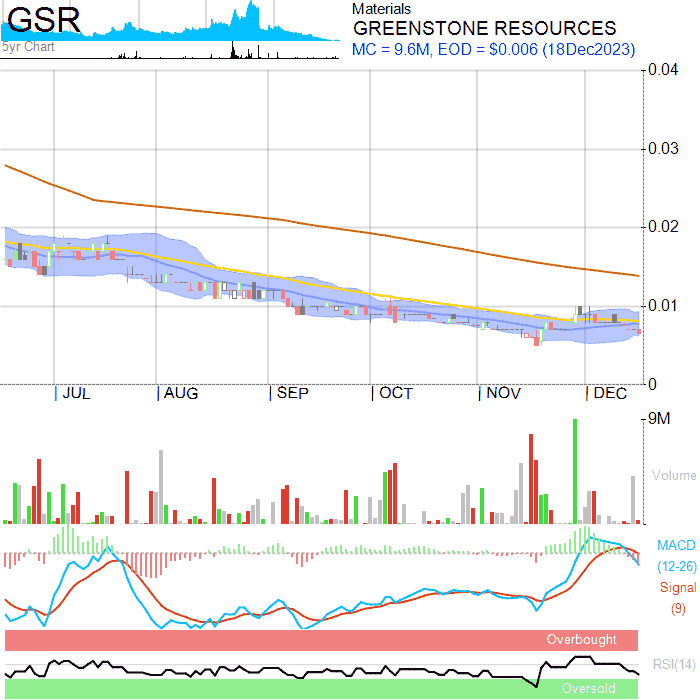 GSR
5yr Chart
Materials
GREENSTONE RESOURCES
MC = 9.6M, EOD = $0.006 (18Dec2023)
0.04
0.03
0.02
0.01
0
JUL
AUG
SEP
OCT
NOV
DEC
9M
Volume
MACD
(12-26)
Signal
(9)
Overbought
RSI(14)
Oversold